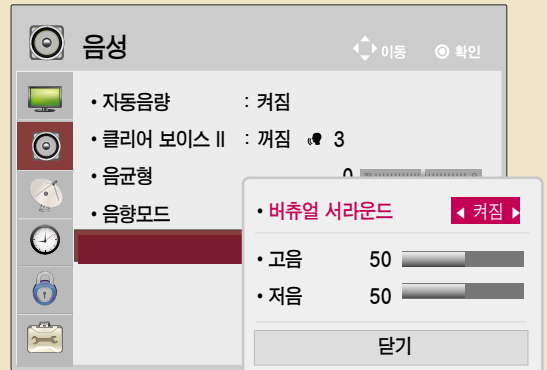 음성
이동 확인
• 자동음량 : 켜짐
• 클리어 보이스 II : 꺼짐 3
• 음균형 0
• 음향모드
• 버츄얼 서라운드 ◀ 켜짐 ▶
• 고음 50
• 저음 50
닫기